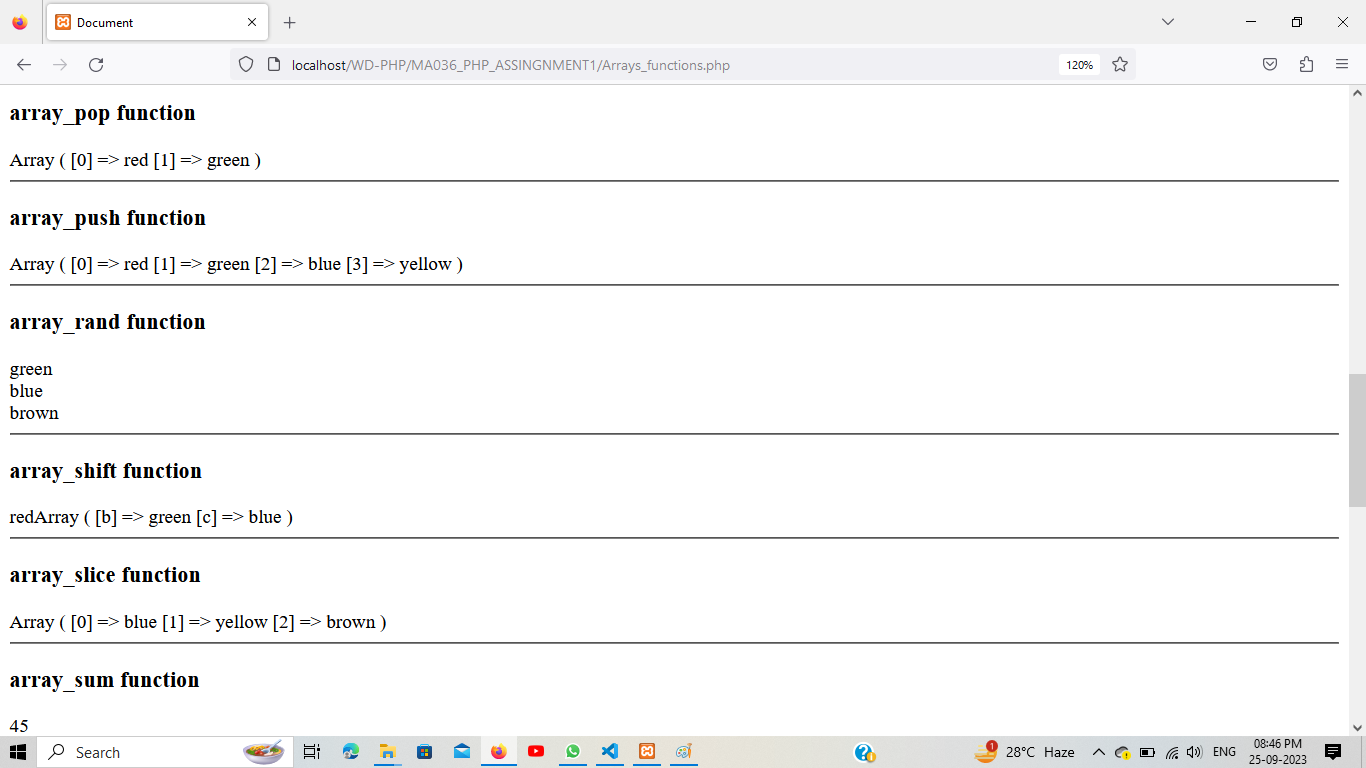 Document
localhost/WD-PHP/MA036_PHP_ASSINGNMENT1/Arrays_functions.php
120%
array_pop function
Array ( [0] => red [1] => green )
array_push function
Array ( [0] => red [1] => green [2] => blue [3] => yellow )
array_rand function
green
blue
brown
array_shift function
redArray ( [b] => green [c] => blue )
array_slice function
Array ( [0] => blue [1] => yellow [2] => brown )
array_sum function
45
Search
1
28°C Haze
ENG
08:46 PM
25-09-2023